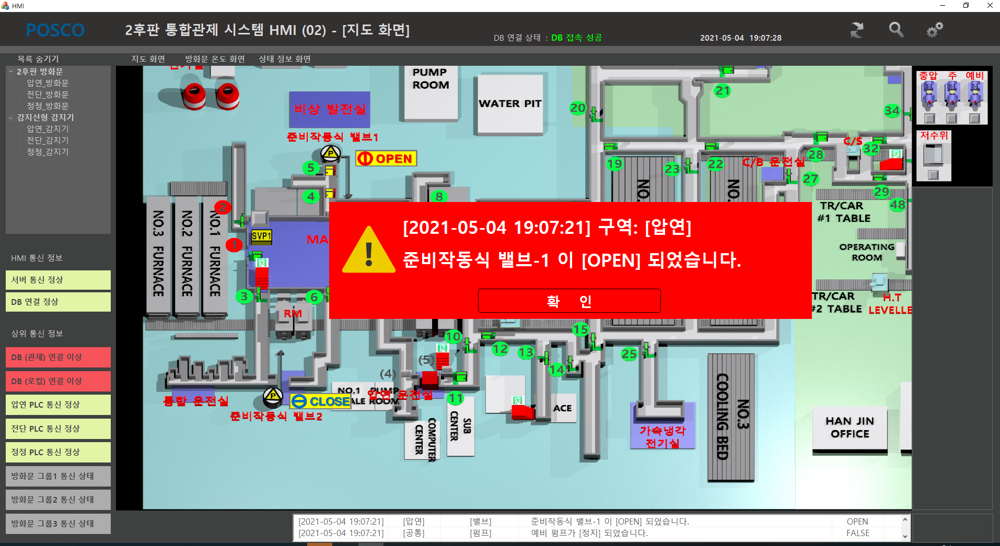 HMI
POSCO
2후판 통합관제 시스템 HMI (02) - [지도 화면]
DB 연결 상태 : DB 접속 성공
2021-05-04 19:07:28
목록 숨기기
지도 화면
방화문 온도 화면
상태 정보 화면
2후판 방화문
압연_방화문
전단_방화문
정정_방화문
감지선형 감지기
압연_감지기
전단_감지기
정정_감지기
HMI 통신 정보
서버 통신 정상
DB 연결 정상
상위 통신 정보
DB (관제) 연결 이상
DB (로컬) 연결 이상
압연 PLC 통신 정상
전단 PLC 통신 정상
정정 PLC 통신 정상
방화문 그룹1 통신 상태
방화문 그룹2 통신 상태
방화문 그룹3 통신 상태
PUMP
ROOM
WATER PIT
비상 발전실
준비작동식 밸브1
P
OPEN
5
4
8
20
21
34
19
23
22
28
C/S
32
C/B 운전실
27
29
48
NO.
NO.
TR/CAR
#1 TABLE
OPERATING
ROOM
TR/CAR
#2 TABLE
H.T
LEVELLE
NO.3 FURNACE
NO.2 FURNACE
NO.1 FURNACE
2
1
SVP1
MA
3
6
RM
[2021-05-04 19:07:21] 구역: [압연]
준비작동식 밸브-1 이 [OPEN] 되었습니다.
확 인
10
12
13
15
14
25
(5)
(4)
11
통합 운전실
P
CLOSE
준비작동식 밸브2
NO.1 PUMP
ALE ROOM
압연 운전실
COMPUTER
CENTER
SUB
CENTER
ACE
가속냉각
전기실
NO.3
COOLING BED
HAN JIN
OFFICE
충압 주 예비
저수위
[2021-05-04 19:07:21] [압연] [밸브] 준비작동식 밸브-1 이 [OPEN] 되었습니다. OPEN
[2021-05-04 19:07:21] [공통] [펌프] 예비 펌프가 [정지] 되었습니다. FALSE